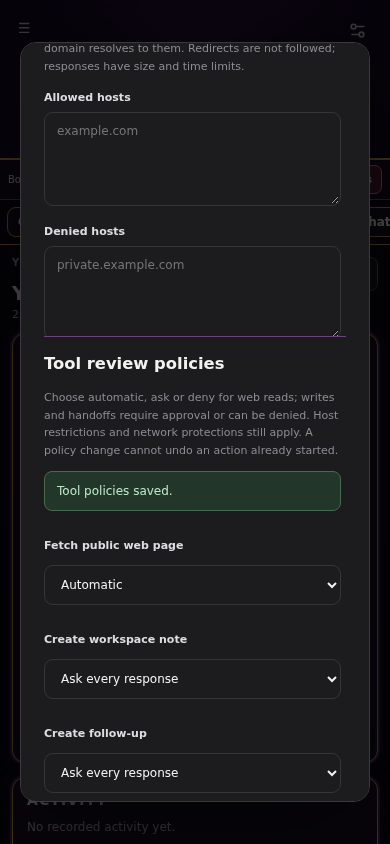 domain resolves to them. Redirects are not followed;
responses have size and time limits.
Allowed hosts
example.com
Denied hosts
private.example.com
Tool review policies
Choose automatic, ask or deny for web reads; writes
and handoffs require approval or can be denied. Host
restrictions and network protections still apply. A
policy change cannot undo an action already started.
Tool policies saved.
Fetch public web page
Automatic
Create workspace note
Ask every response
Create follow-up
Ask every response
No recorded activity yet.